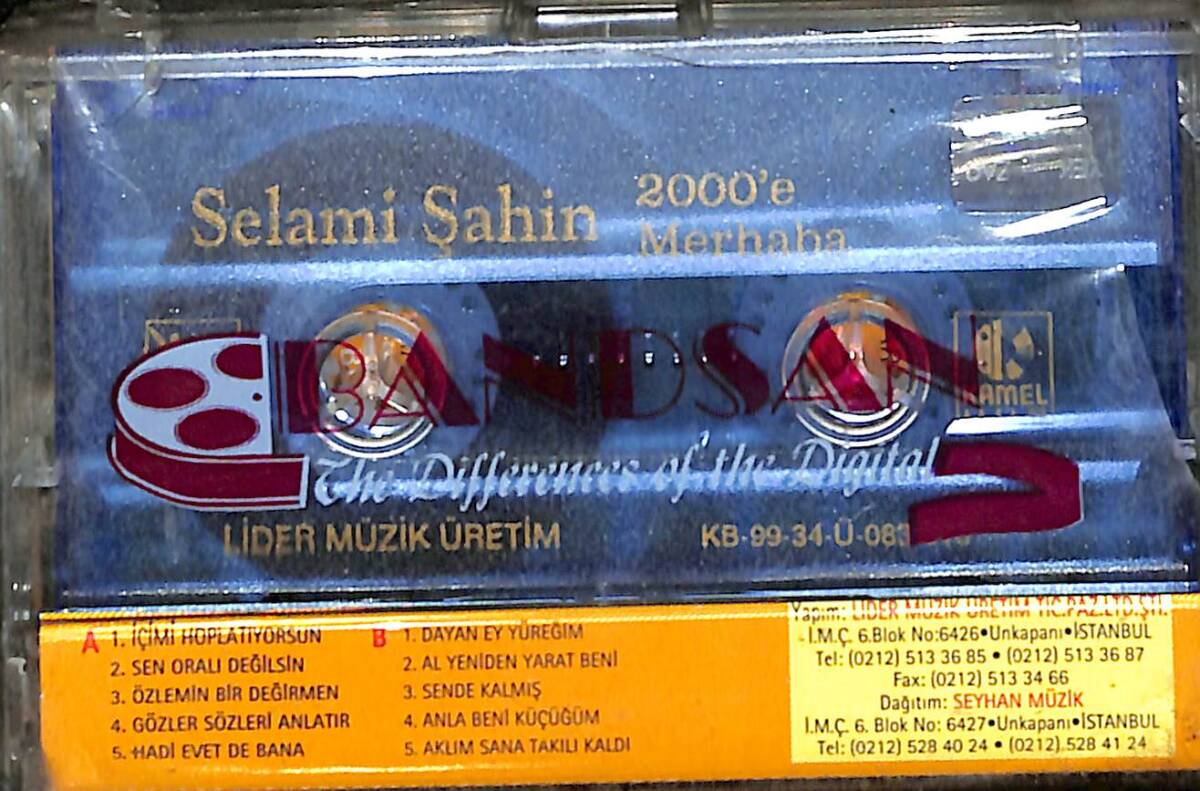 Selami Şahin
2000'e
Merhaba
BANDSAN
The Differences of the Digital
KAMEL
LİDER MÜZİK ÜRETİM
KB-99-34-Ü-083
A 1. İÇİMİ HOPLATIYORSUN
2. SEN ORALI DEĞİLSİN
3. ÖZLEMİN BİR DEĞİRMEN
4. GÖZLER SÖZLERİ ANLATIR
5. HADİ EVET DE BANA
B 1. DAYAN EY YÜREĞİM
2. AL YENİDEN YARAT BENİ
3. SENDE KALMIŞ
4. ANLA BENİ KÜÇÜĞÜM
5. AKLIM SANA TAKILI KALDI
Yapım: LİDER MÜZİK ÜRETİM TİC.PAZ.LTD.ŞTİ.
İ.M.Ç. 6.Blok No:6426•Unkapanı•İSTANBUL
Tel: (0212) 513 36 85 • (0212) 513 36 87
Fax: (0212) 513 34 66
Dağıtım: SEYHAN MÜZİK
İ.M.Ç. 6. Blok No: 6427•Unkapanı•İSTANBUL
Tel: (0212) 528 40 24 • (0212) 528 41 24